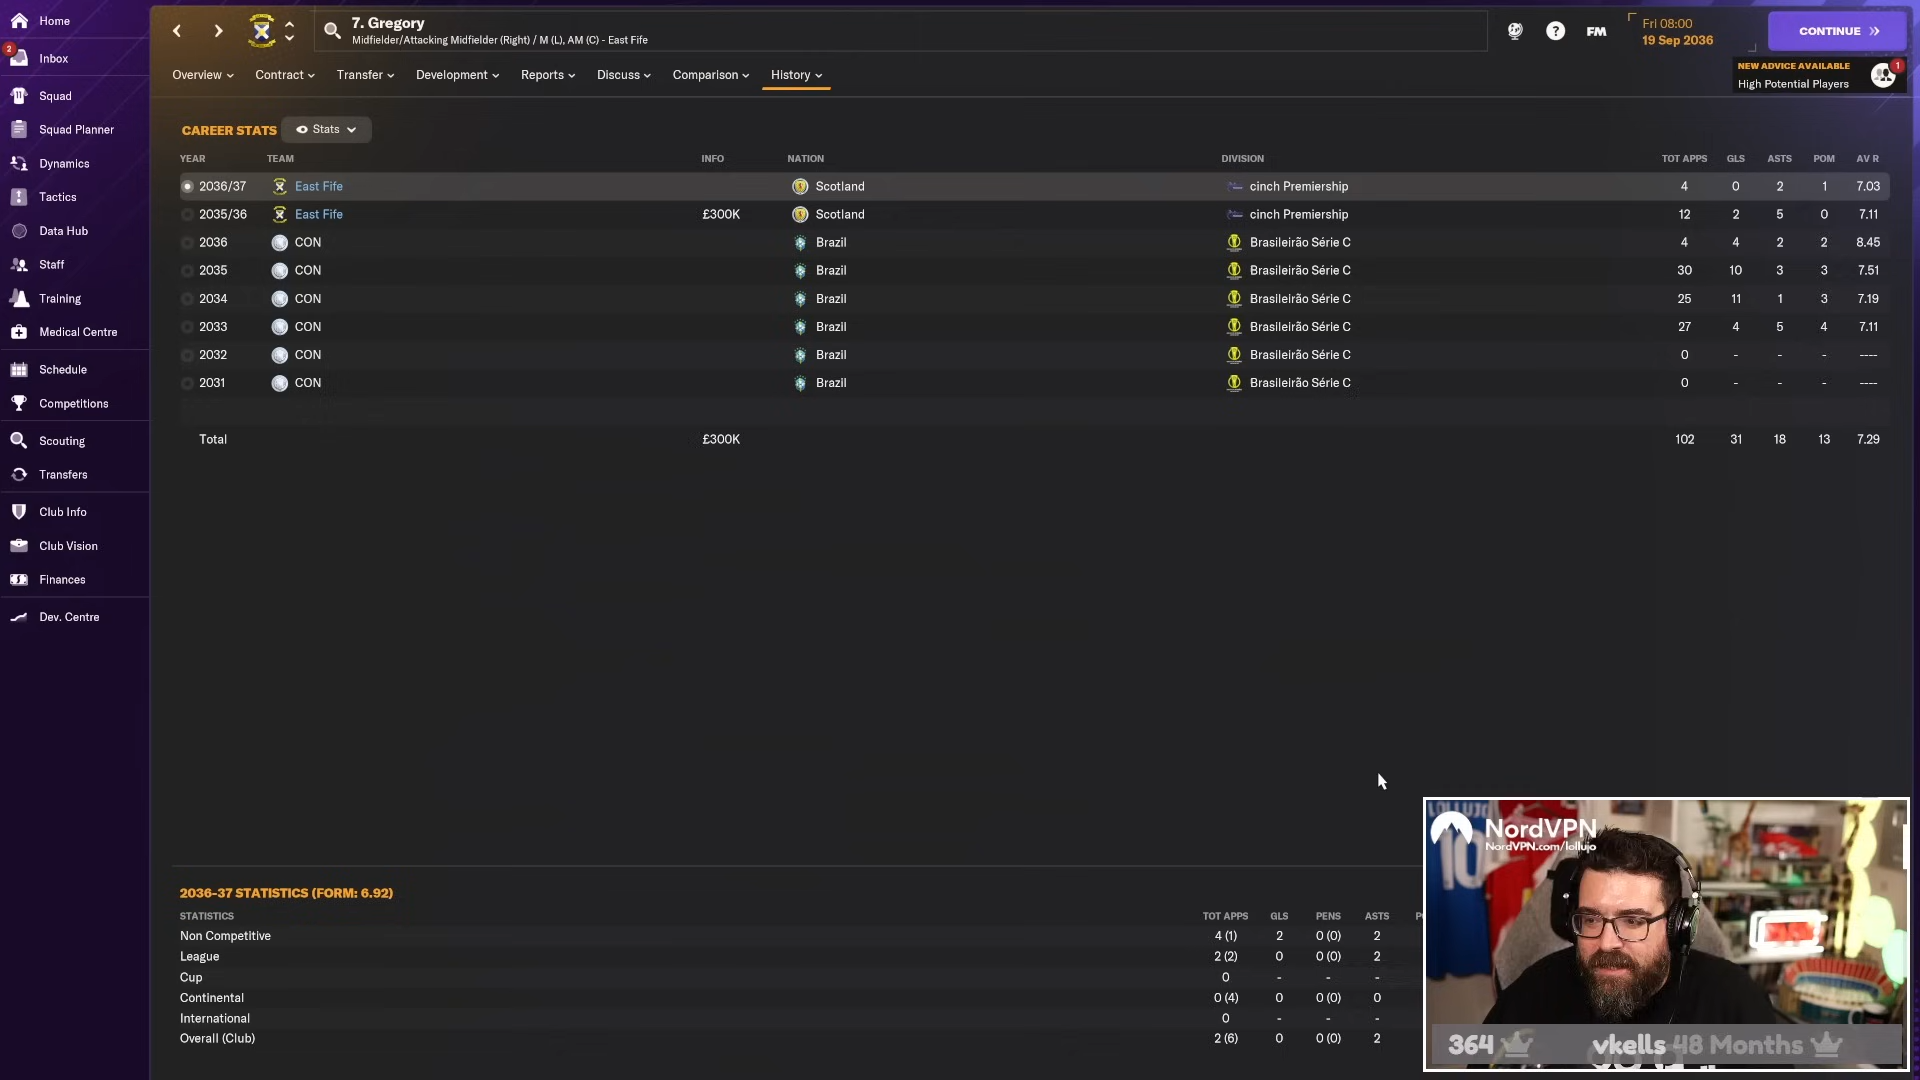 Home
7. Gregory
Midfielder/Attacking Midfielder (Right) / M (L), AM (C) - East Fife
?
FM
Fri 08:00
19 Sep 2036
CONTINUE
2
Inbox
Overview
Contract
Transfer
Development
Reports
Discuss
Comparison
History
NEW ADVICE AVAILABLE
High Potential Players
1
Squad
Squad Planner
Dynamics
Tactics
Data Hub
Staff
Training
Medical Centre
Schedule
Competitions
Scouting
Transfers
Club Info
Club Vision
Finances
Dev. Centre
CAREER STATS Stats
YEAR TEAM INFO NATION DIVISION TOT APPS GLS ASTS POM AV R
2036/37 East Fife Scotland cinch Premiership 4 0 2 1 7.03
2035/36 East Fife £300K Scotland cinch Premiership 12 2 5 0 7.11
2036 CON Brazil Brasileirão Série C 4 4 2 2 8.45
2035 CON Brazil Brasileirão Série C 30 10 3 3 7.51
2034 CON Brazil Brasileirão Série C 25 11 1 3 7.19
2033 CON Brazil Brasileirão Série C 27 4 5 4 7.11
2032 CON Brazil Brasileirão Série C 0 - - - ----
2031 CON Brazil Brasileirão Série C 0 - - - ----
Total £300K 102 31 18 13 7.29
2036-37 STATISTICS (FORM: 6.92)
STATISTICS TOT APPS GLS PENS ASTS
Non Competitive 4 (1) 2 0 (0) 2
League 2 (2) 0 0 (0) 2
Cup 0 - - -
Continental 0 (4) 0 0 (0) 0
International 0 - - -
Overall (Club) 2 (6) 0 0 (0) 2
NordVPN
NordVPN.com/lollujo
364
vkells 48 Months